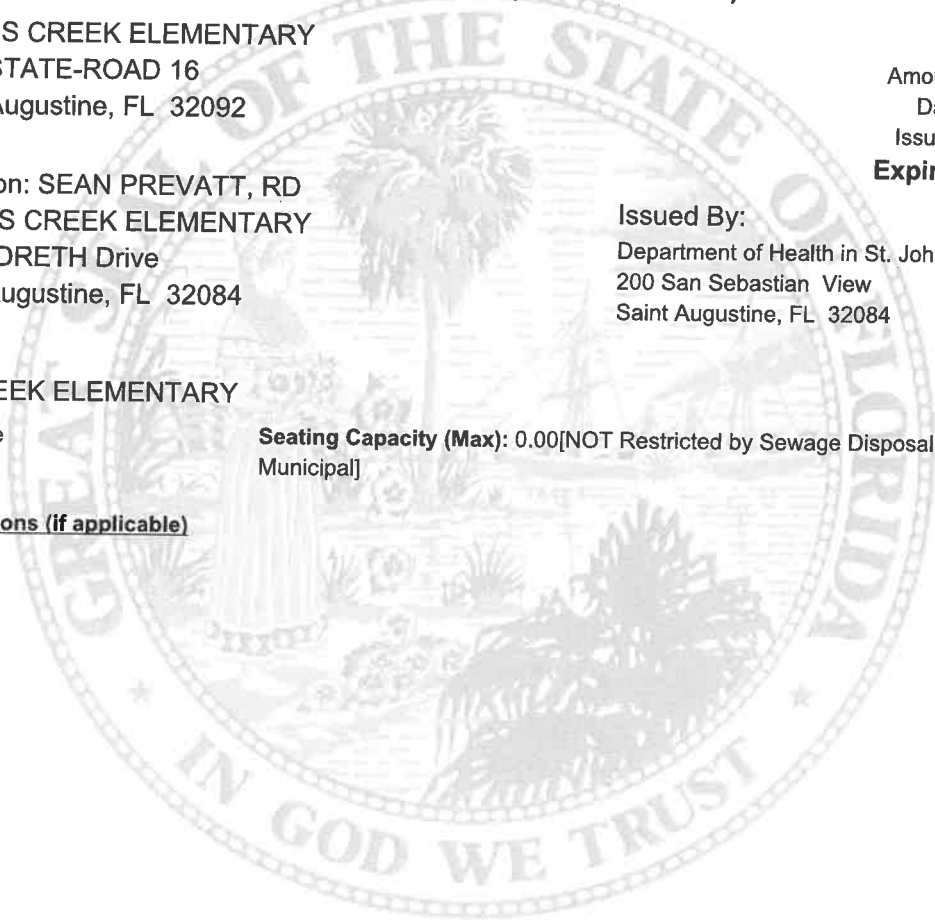 S CREEK ELEMENTARY
STATE-ROAD 16
Augustine, FL 32092
Amo
Da
Issu
Expir
on: SEAN PREVATT, RD
S CREEK ELEMENTARY
DRETH Drive
ugustine, FL 32084
Issued By:
Department of Health in St. Joh
200 San Sebastian View
Saint Augustine, FL 32084
EEK ELEMENTARY
e
Seating Capacity (Max): 0.00[NOT Restricted by Sewage Disposal
Municipal]
ons (if applicable)
GREAT SEAL OF THE STATE OF FLORIDA
IN GOD WE TRUST